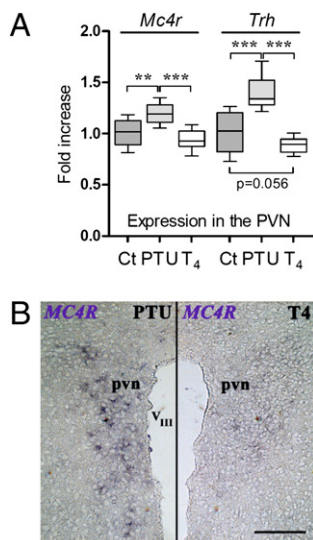 A
Mc4r Trh
** *** *** ***
Fold increase
2.0
1.5
1.0
0.5
0.0
p=0.056
Expression in the PVN
Ct PTU T4 Ct PTU T4
B
MC4R PTU MC4R T4
pvn pvn
VIII